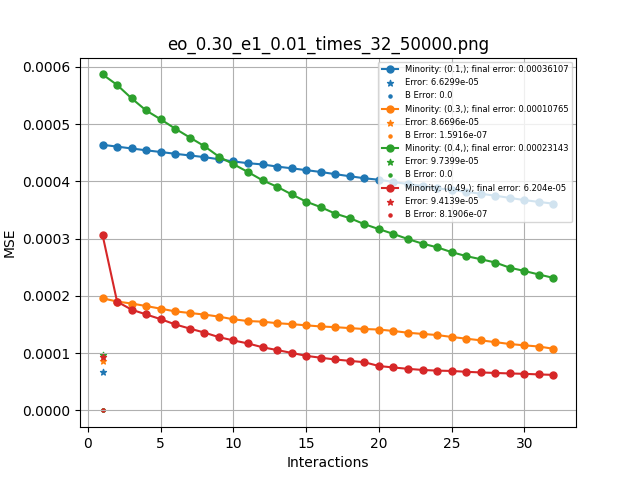 eo_0.30_e1_0.01_times_32_50000.png
MSE
0.0006
0.0005
0.0004
0.0003
0.0002
0.0001
0.0000
Minority: (0.1,); final error: 0.00036107
Error: 6.6299e-05
B Error: 0.0
Minority: (0.3,); final error: 0.00010765
Error: 8.6696e-05
B Error: 1.5916e-07
Minority: (0.4,); final error: 0.00023143
Error: 9.7399e-05
B Error: 0.0
Minority: (0.49,); final error: 6.204e-05
Error: 9.4139e-05
B Error: 8.1906e-07
0 5 10 15 20 25 30
Interactions